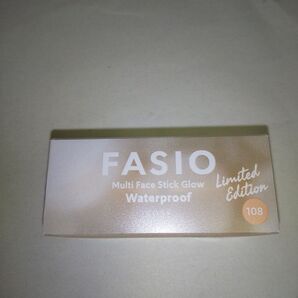 FASIO
Multi Face Stick Glow
Waterproof
Limited
Edition
108